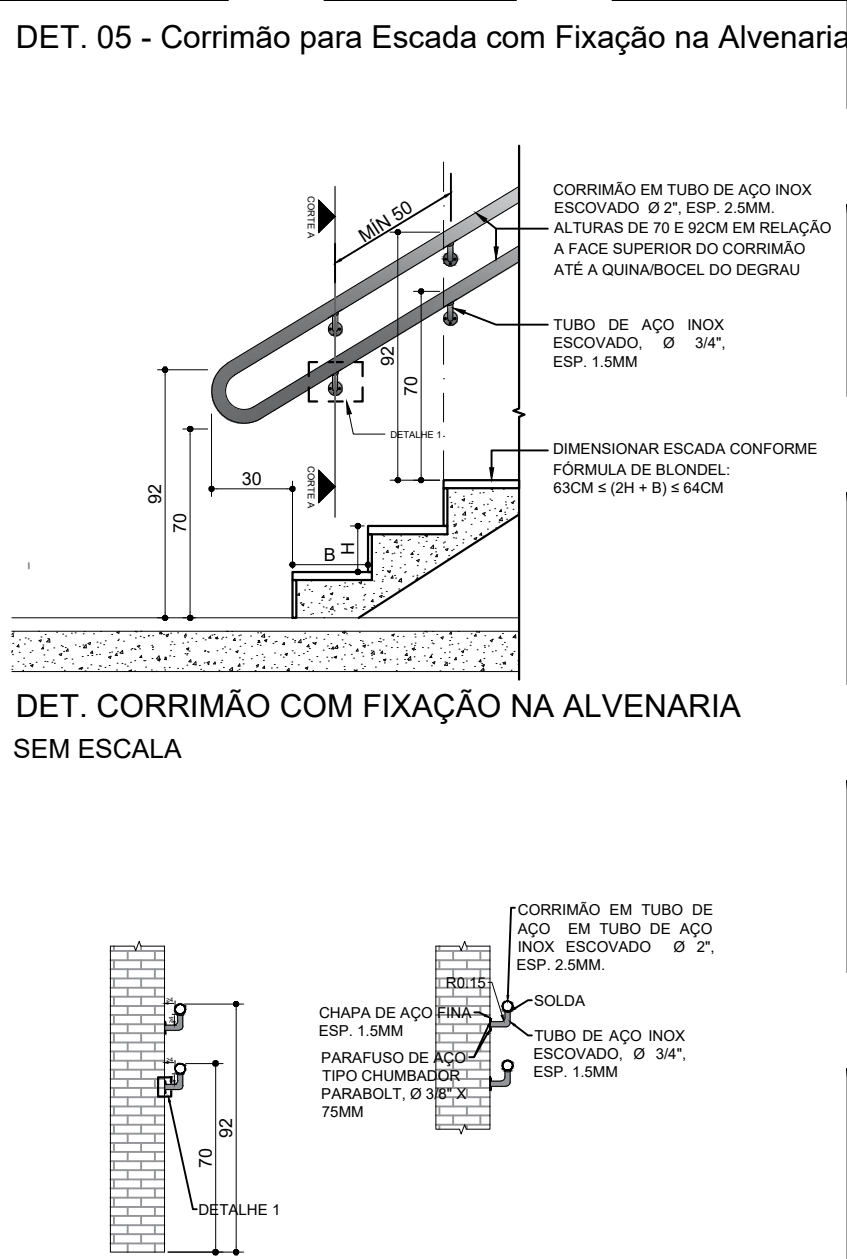 DET. 05 - Corrimão para Escada com Fixação na Alvenaria
CORTE A
MÍN 50
CORRIMÃO EM TUBO DE AÇO INOX
ESCOVADO Ø 2", ESP. 2.5MM.
ALTURAS DE 70 E 92CM EM RELAÇÃO
A FACE SUPERIOR DO CORRIMÃO
ATÉ A QUINA/BOCEL DO DEGRAU
TUBO DE AÇO INOX
ESCOVADO, Ø 3/4",
ESP. 1.5MM
92
70
DETALHE 1
DIMENSIONAR ESCADA CONFORME
FÓRMULA DE BLONDEL:
63CM ≤ (2H + B) ≤ 64CM
92
70
30
CORTE A
B
H
DET. CORRIMÃO COM FIXAÇÃO NA ALVENARIA
SEM ESCALA
70
92
DETALHE 1
CORRIMÃO EM TUBO DE
AÇO EM TUBO DE AÇO
INOX ESCOVADO Ø 2",
ESP. 2.5MM.
R0.15
SOLDA
CHAPA DE AÇO FINA
ESP. 1.5MM
TUBO DE AÇO INOX
ESCOVADO, Ø 3/4",
ESP. 1.5MM
PARAFUSO DE AÇO
TIPO CHUMBADOR
PARABOLT, Ø 3/8" X
75MM